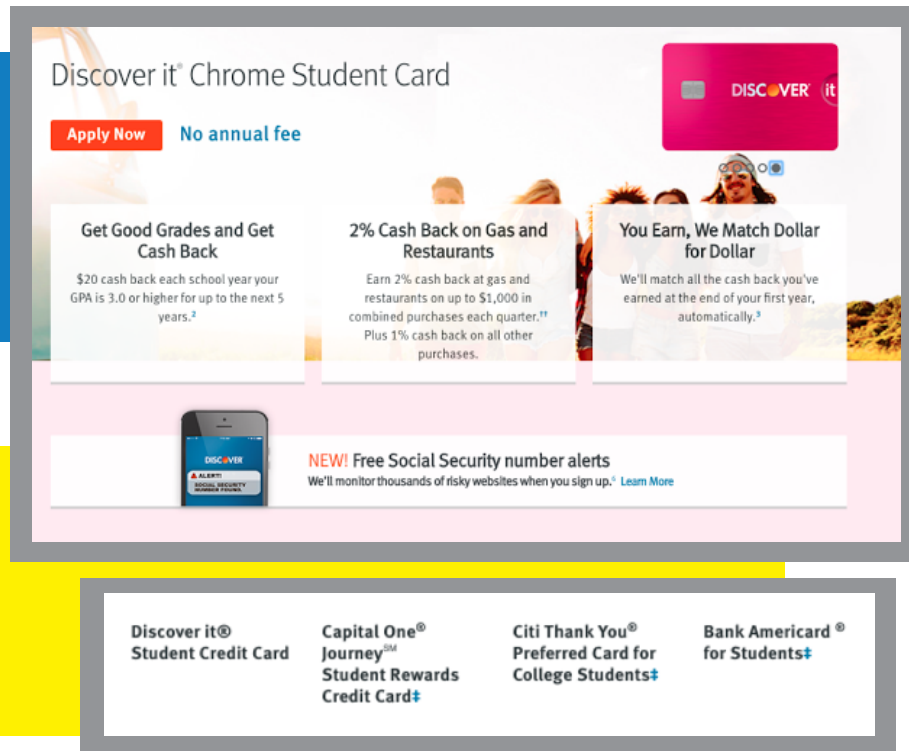 Discover it® Chrome Student Card
DISCOVER it
Apply Now No annual fee
Get Good Grades and Get
Cash Back
$20 cash back each school year your
GPA is 3.0 or higher for up to the next 5
years.²
2% Cash Back on Gas and
Restaurants
Earn 2% cash back at gas and
restaurants on up to $1,000 in
combined purchases each quarter.††
Plus 1% cash back on all other
purchases.
You Earn, We Match Dollar
for Dollar
We'll match all the cash back you've
earned at the end of your first year,
automatically.³
DISCOVER
ALERT!
SOCIAL SECURITY
NUMBER FOUND.
NEW! Free Social Security number alerts
We'll monitor thousands of risky websites when you sign up.⁶ Learn More
Discover it®
Student Credit Card
Capital One®
Journey℠
Student Rewards
Credit Card‡
Citi Thank You®
Preferred Card for
College Students‡
Bank Americard ®
for Students‡